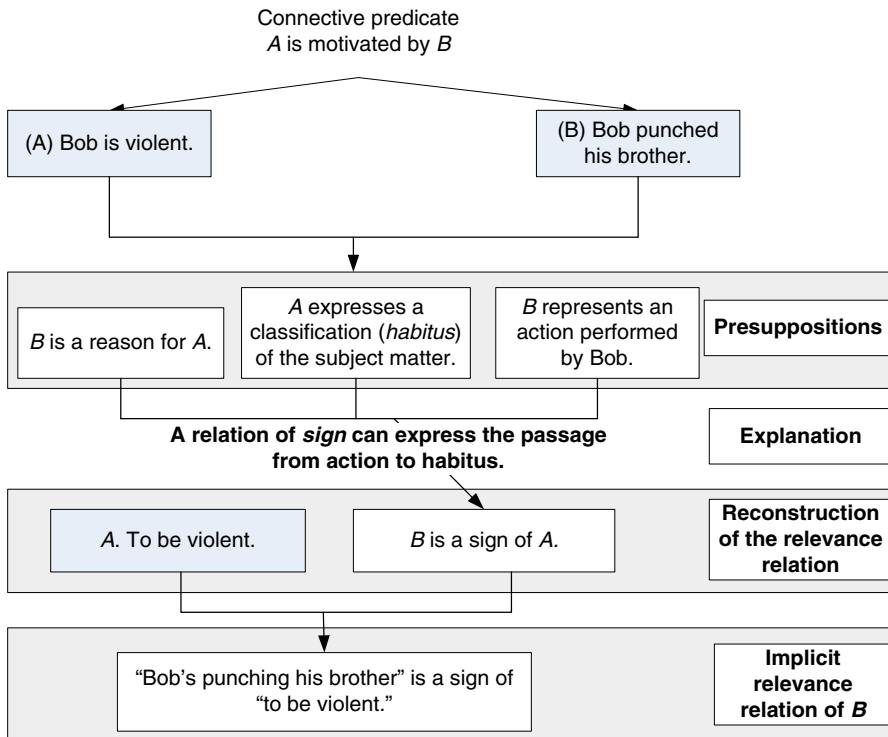 Connective predicate
A is motivated by B
(A) Bob is violent.
(B) Bob punched
his brother.
B is a reason for A.
A expresses a
classification (habitus)
of the subject matter.
B represents an
action performed
by Bob.
Presuppositions
A relation of sign can express the passage
from action to habitus.
Explanation
A. To be violent.
B is a sign of A.
Reconstruction
of the relevance
relation
“Bob’s punching his brother” is a sign of
“to be violent.”
Implicit
relevance
relation of B